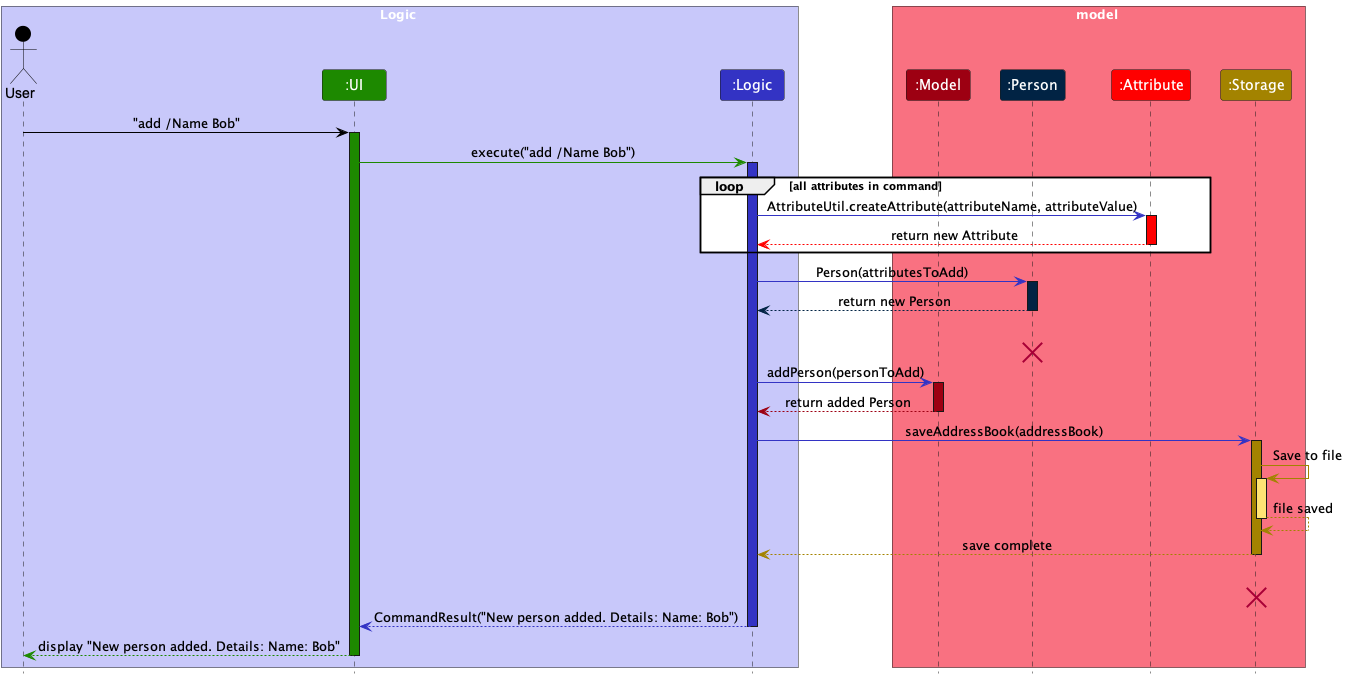 Logic
model
User
:UI
:Logic
:Model
:Person
:Attribute
:Storage
"add /Name Bob"
execute("add /Name Bob")
loop
[all attributes in command]
AttributeUtil.createAttribute(attributeName, attributeValue)
return new Attribute
Person(attributesToAdd)
return new Person
addPerson(personToAdd)
return added Person
saveAddressBook(addressBook)
Save to file
file saved
save complete
CommandResult("New person added. Details: Name: Bob")
display "New person added. Details: Name: Bob"